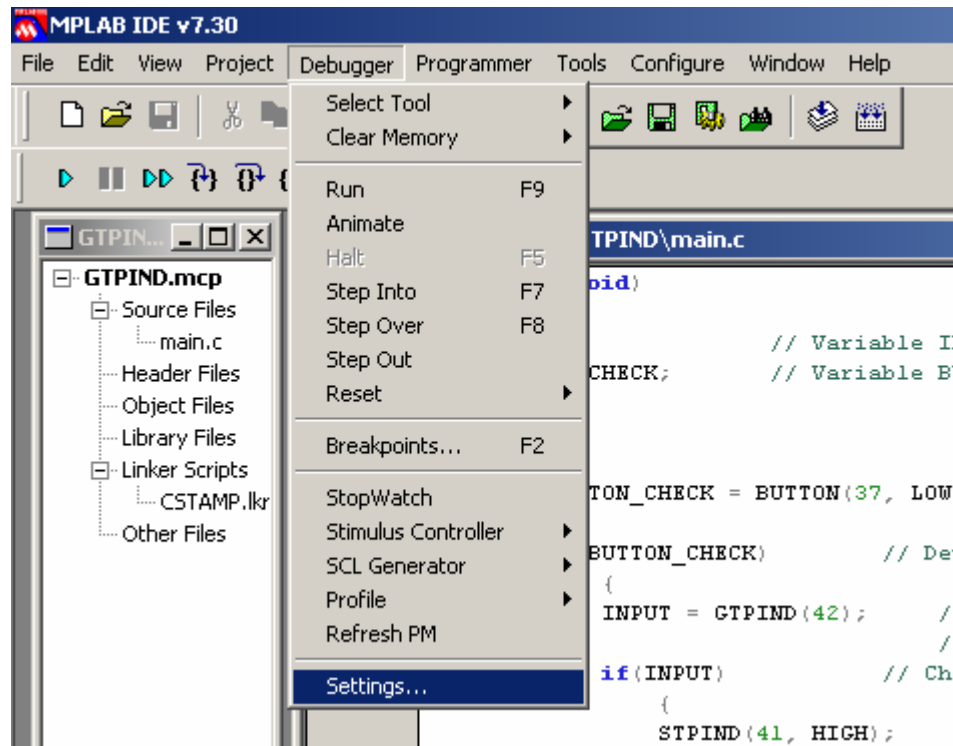 MPLAB IDE v7.30
File Edit View Project Debugger Programmer Tools Configure Window Help
Select Tool
Clear Memory
Run F9
Animate
Halt F5
Step Into F7
Step Over F8
Step Out
Reset
Breakpoints... F2
StopWatch
Stimulus Controller
SCL Generator
Profile
Refresh PM
Settings...
GTPIN...
GTPIND.mcp
Source Files
main.c
Header Files
Object Files
Library Files
Linker Scripts
CSTAMP.lkr
Other Files
TPIND\main.c
oid)
// Variable I
CHECK; // Variable B
TON_CHECK = BUTTON(37, LOW
BUTTON_CHECK) // De
{
INPUT = GTPIND(42); /
/
if(INPUT) // Ch
{
STPIND(41, HIGH);